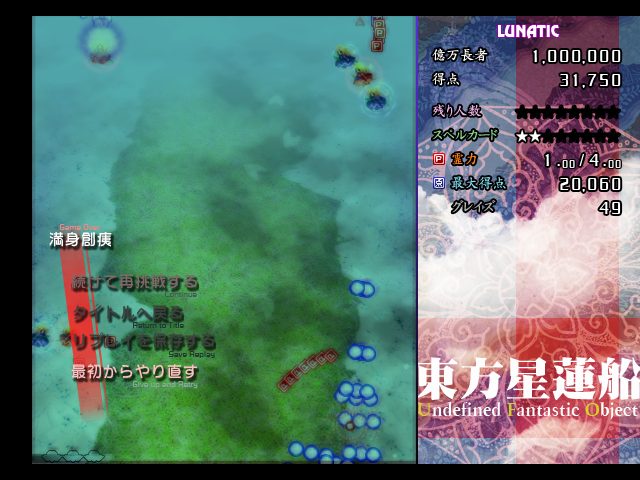 LUNATIC
億万長者 1,000,000
得点 31,750
残り人数
スペルカード
P 霊力 1.00/4.00
最大得点 20,060
グレイズ 49
Game Over
満身創痍
続けて再挑戦する
Continue
タイトルへ戻る
Return to Title
リプレイを保存する
Save Replay
最初からやり直す
Give up and Retry
東方星蓮船
Undefined Fantastic Object